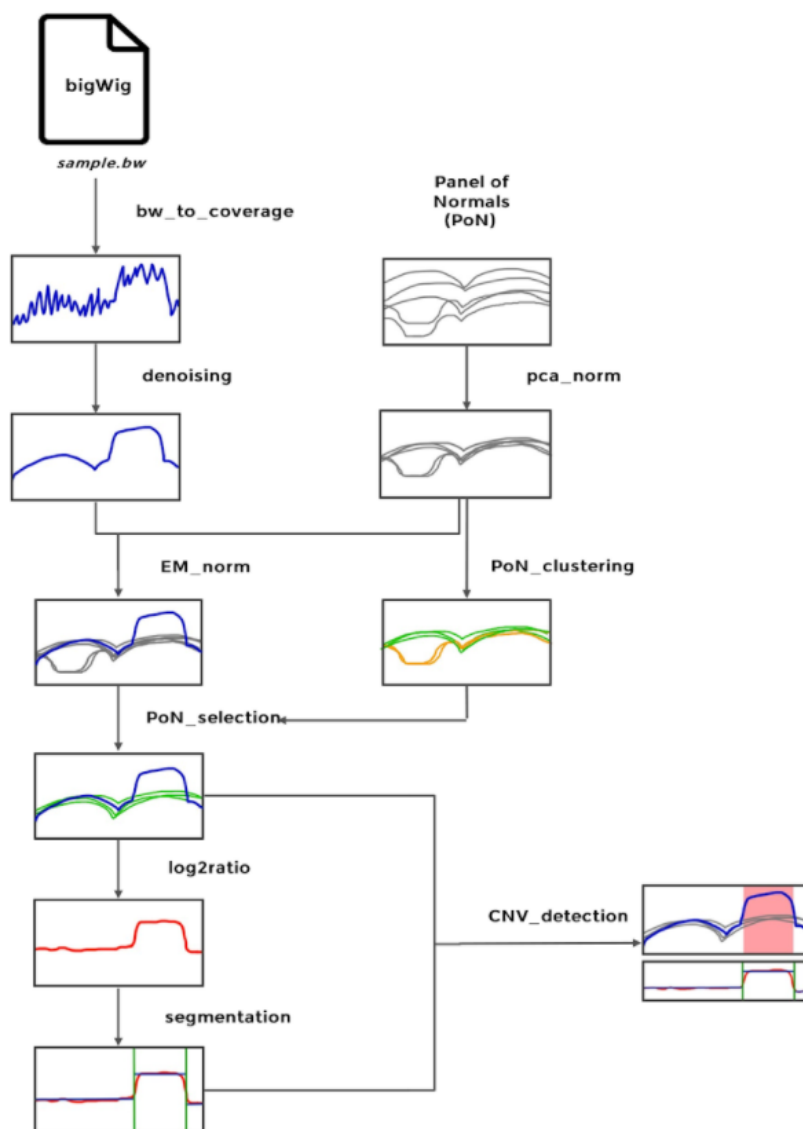 bigWig
sample.bw
bw_to_coverage
Panel of
Normals
(PoN)
denoising
pca_norm
EM_norm
PoN_clustering
PoN_selection
log2ratio
CNV_detection
segmentation